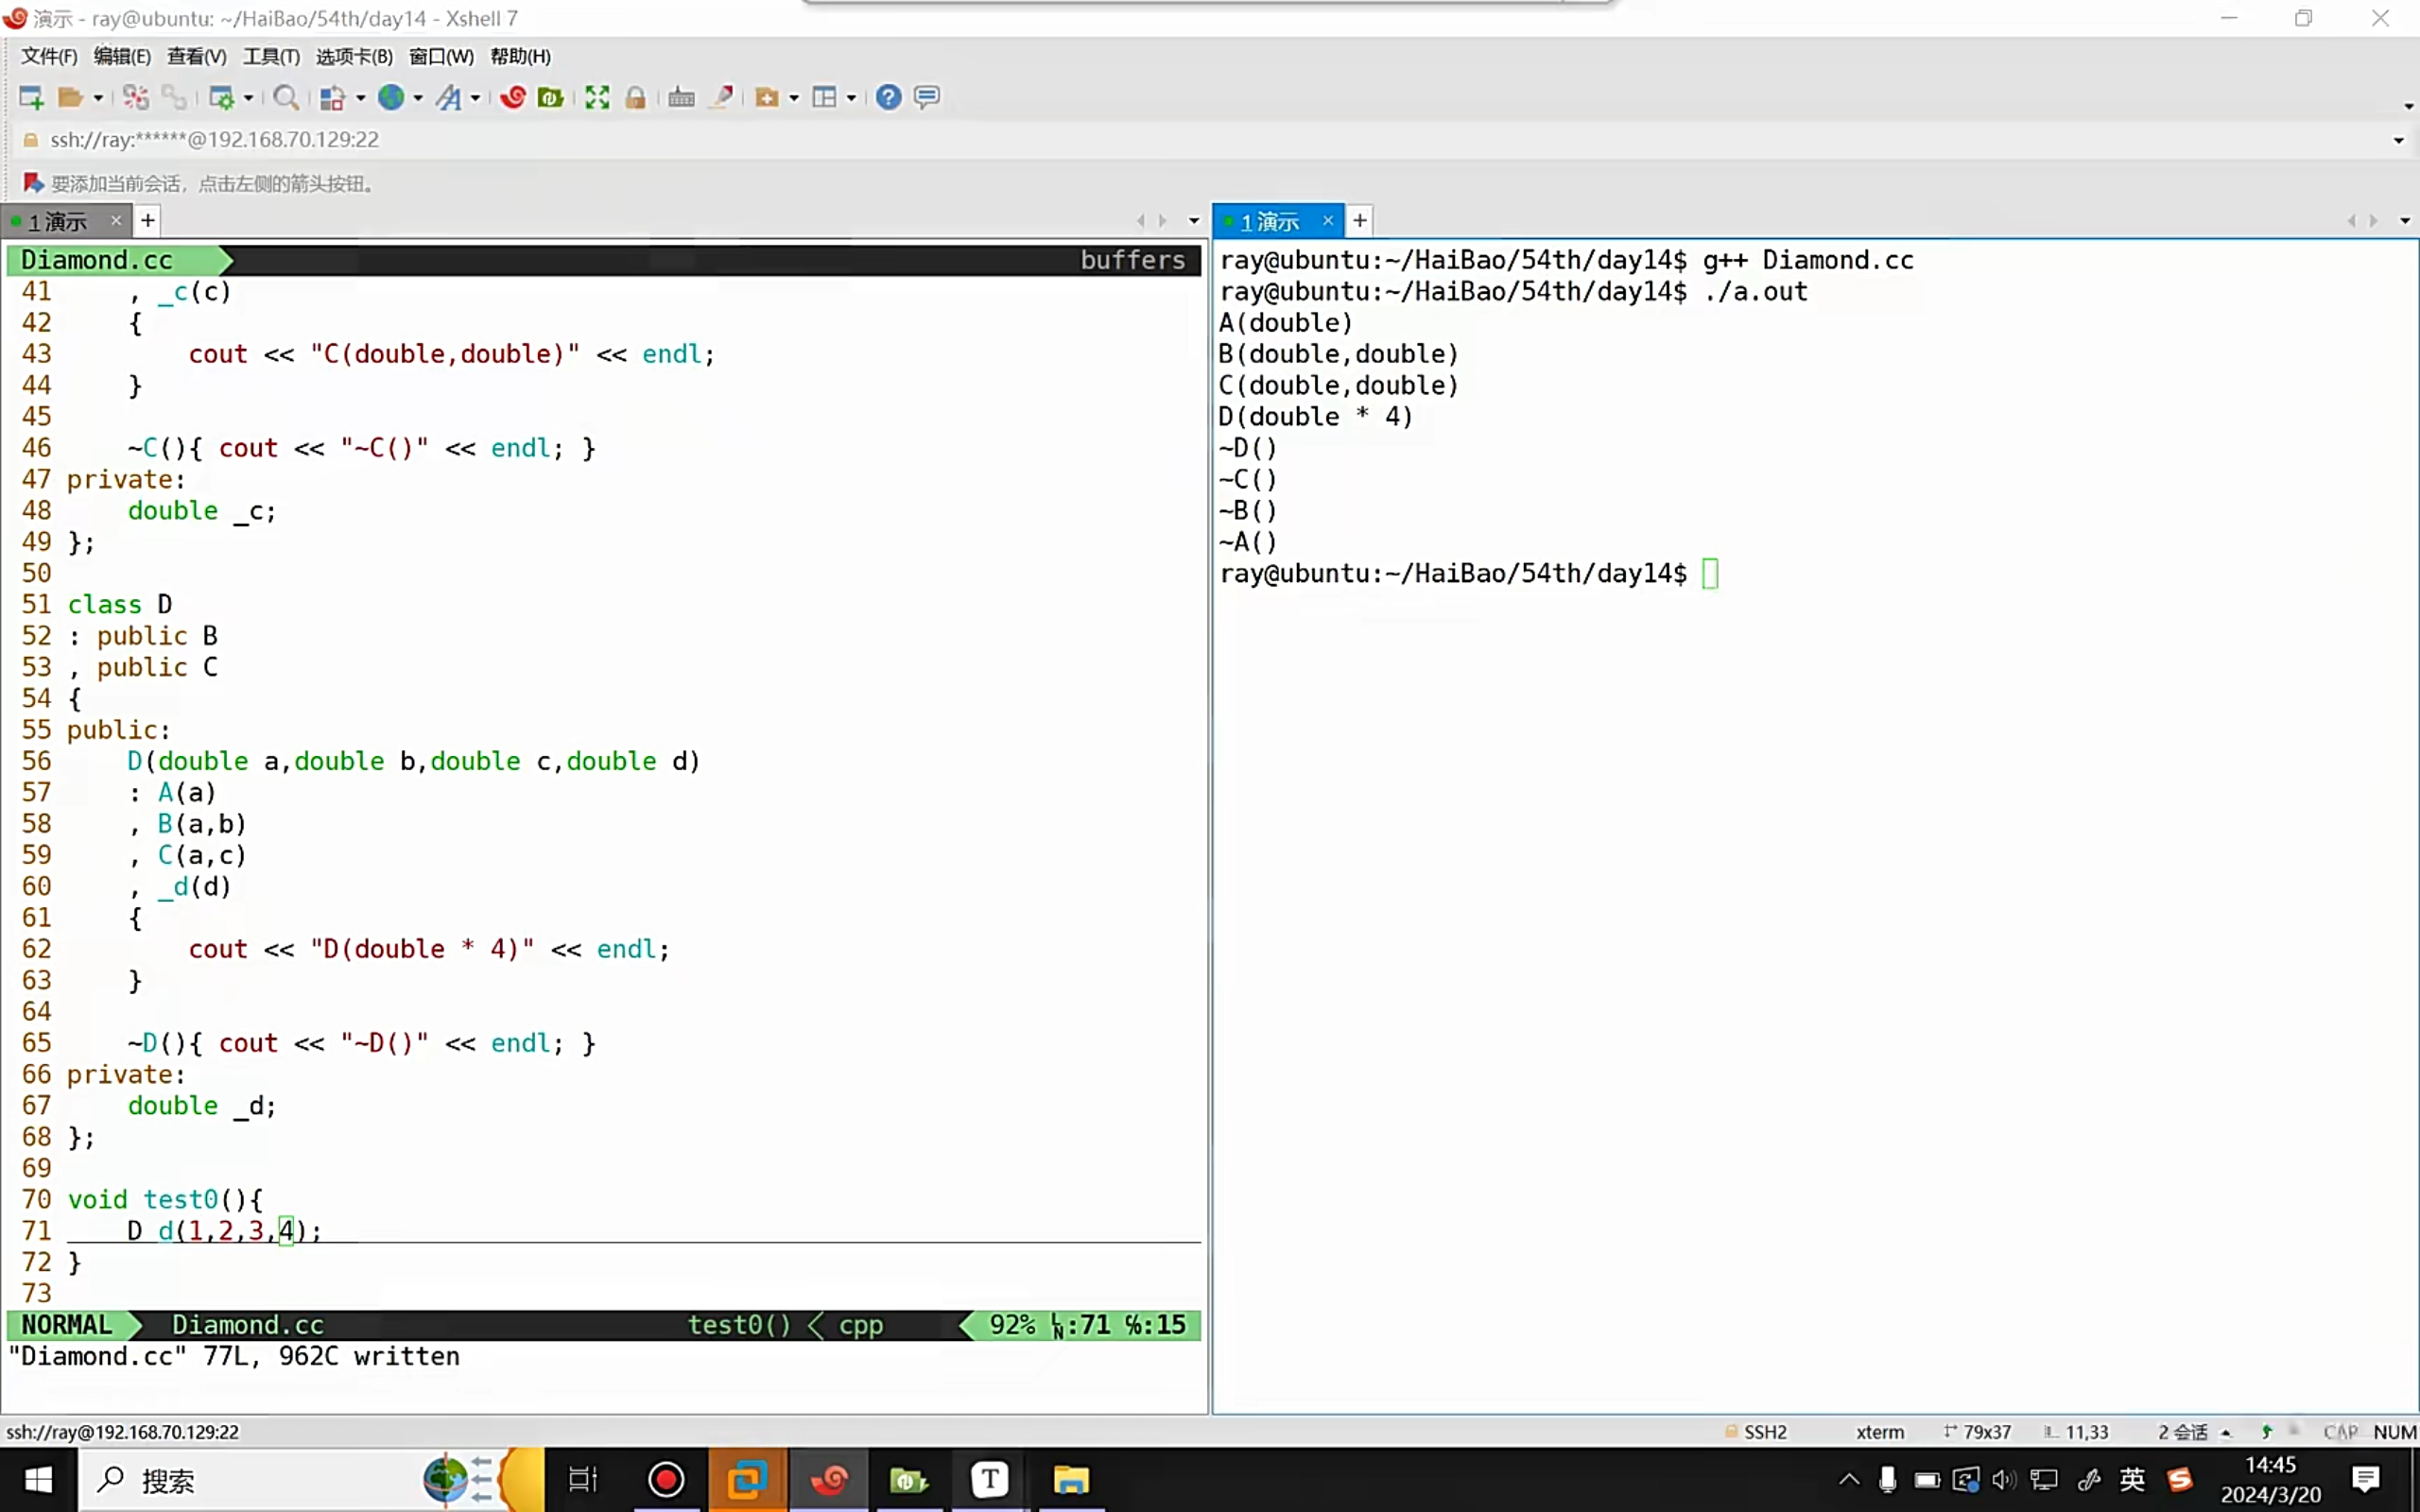 演示 - ray@ubuntu: ~/HaiBao/54th/day14 - Xshell 7
文件(F) 编辑(E) 查看(V) 工具(T) 选项卡(B) 窗口(W) 帮助(H)
ssh://ray:******@192.168.70.129:22
要添加当前会话，点击左侧的箭头按钮。
1 演示 × +
Diamond.cc buffers
41 , _c(c)
42 {
43 cout << "C(double,double)" << endl;
44 }
45
46 ~C(){ cout << "~C()" << endl; }
47 private:
48 double _c;
49 };
50
51 class D
52 : public B
53 , public C
54 {
55 public:
56 D(double a,double b,double c,double d)
57 : A(a)
58 , B(a,b)
59 , C(a,c)
60 , _d(d)
61 {
62 cout << "D(double * 4)" << endl;
63 }
64
65 ~D(){ cout << "~D()" << endl; }
66 private:
67 double _d;
68 };
69
70 void test0(){
71 D d(1,2,3,4);
72 }
73
NORMAL Diamond.cc test0() < cpp 92% :71 :15
"Diamond.cc" 77L, 962C written
1 演示 × +
ray@ubuntu:~/HaiBao/54th/day14$ g++ Diamond.cc
ray@ubuntu:~/HaiBao/54th/day14$ ./a.out
A(double)
B(double,double)
C(double,double)
D(double * 4)
~D()
~C()
~B()
~A()
ray@ubuntu:~/HaiBao/54th/day14$
ssh://ray@192.168.70.129:22 SSH2 xterm 79x37 11,33 2 会话 CAP NUM
搜索 T 英 14:45
2024/3/20